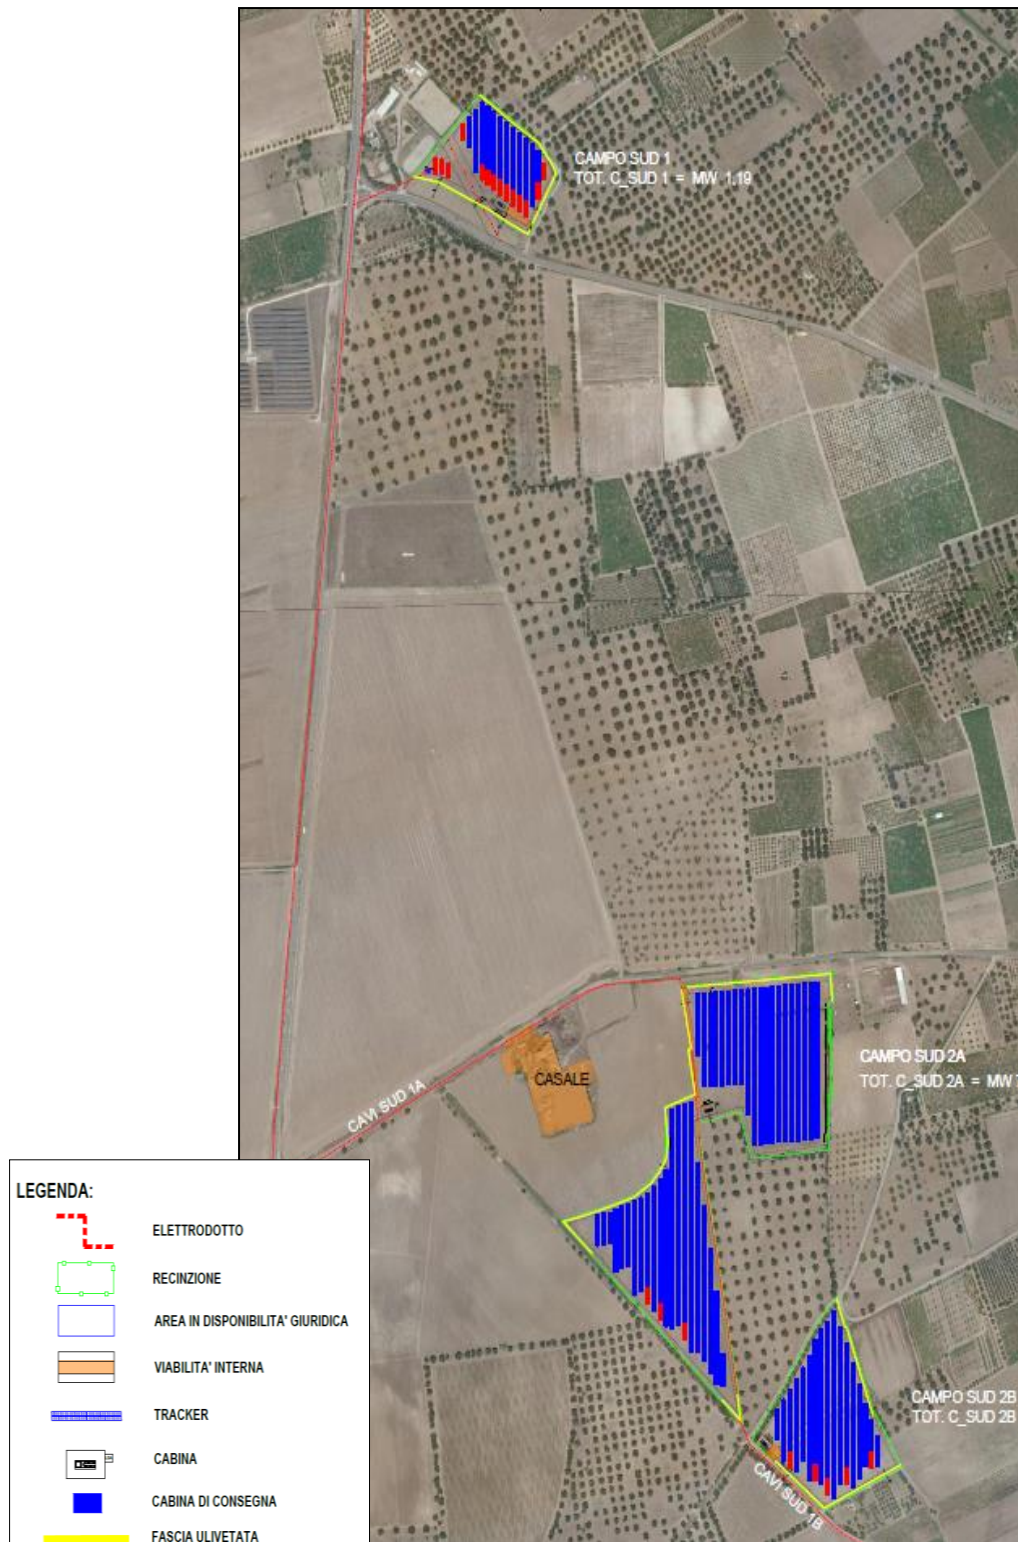 CAMPO SUD 1
TOT. C_SUD 1 = MW 1,19
CAMPO SUD 2A
TOT. C_SUD 2A = MW 7
CASALE
CAVI SUD 1A
CAMPO SUD 2B
TOT. C_SUD 2B
CAVI SUD 1B
LEGENDA:
ELETTRODOTTO
RECINZIONE
AREA IN DISPONIBILITA' GIURIDICA
VIABILITA' INTERNA
TRACKER
CABINA
CABINA DI CONSEGNA
FASCIA ULIVETATA